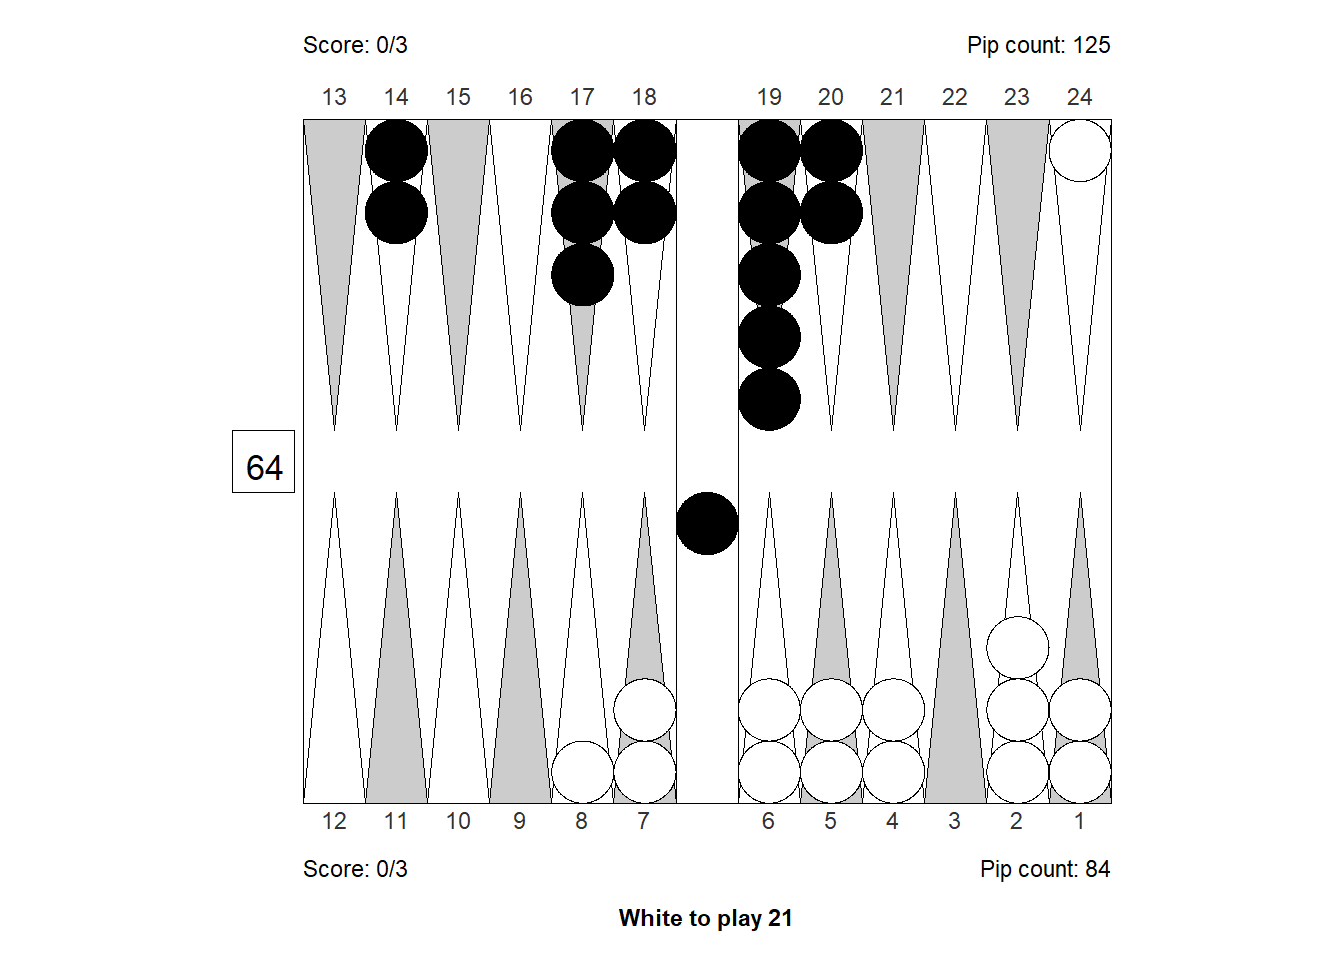 Score: 0/3 Pip count: 125
13 14 15 16 17 18 19 20 21 22 23 24
64
12 11 10 9 8 7 6 5 4 3 2 1
Score: 0/3 Pip count: 84
White to play 21